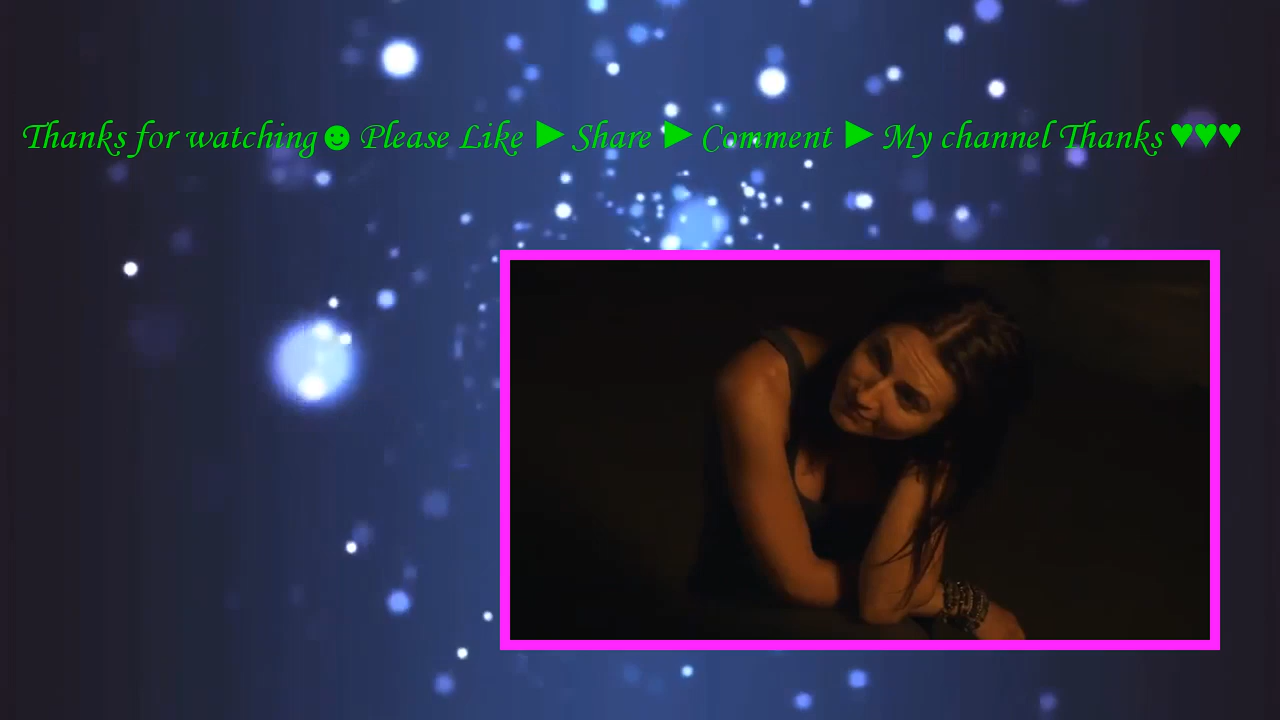 Thanks for watching☻Please Like ► Share ► Comment ► My channel Thanks ♥♥♥